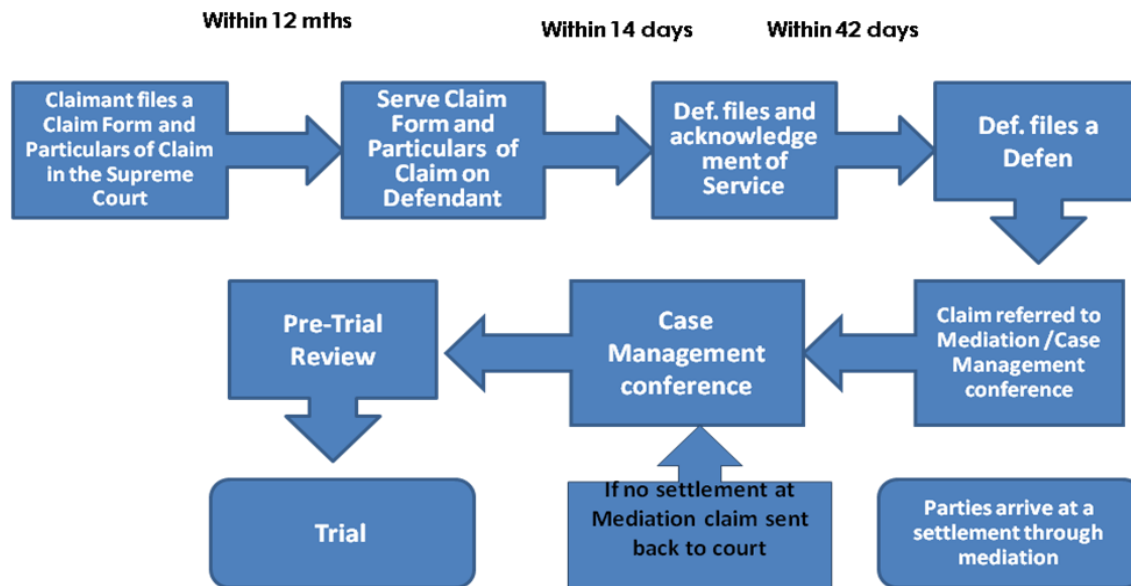 Within 12 mths
Within 14 days
Within 42 days
Claimant files a
Claim Form and
Particulars of Claim
in the Supreme
Court
Serve Claim
Form and
Particulars of
Claim on
Defendant
Def. files and
acknowledge
ment of
Service
Def. files a
Defen
Pre-Trial
Review
Case
Management
conference
Claim referred to
Mediation /Case
Management
conference
Trial
If no settlement at
Mediation claim sent
back to court
Parties arrive at a
settlement through
mediation